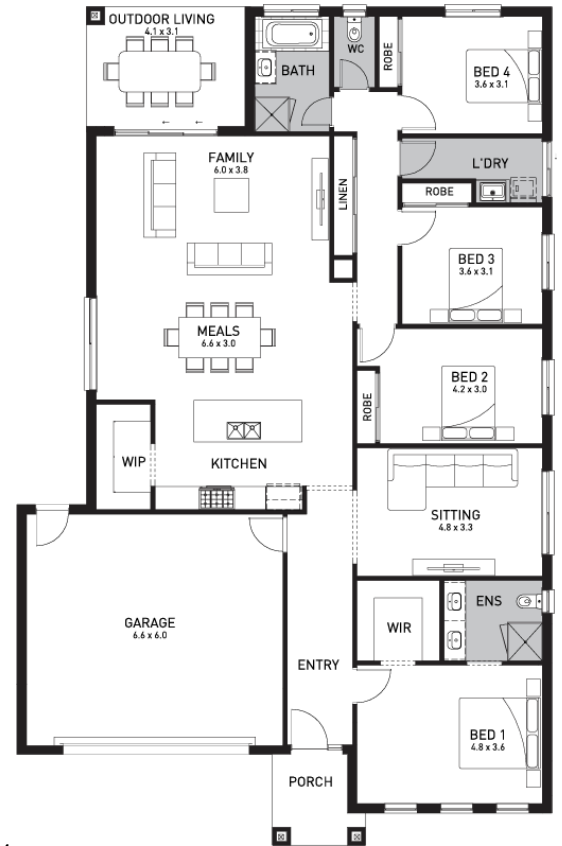 OUTDOOR LIVING
4.1 x 3.1
BATH
WC
ROBE
BED 4
3.6 x 3.1
L'DRY
ROBE
FAMILY
6.0 x 3.8
LINEN
BED 3
3.6 x 3.1
MEALS
6.6 x 3.0
BED 2
4.2 x 3.0
ROBE
WIP
KITCHEN
SITTING
4.8 x 3.3
GARAGE
6.6 x 6.0
WIR
ENS
ENTRY
BED 1
4.8 x 3.6
PORCH